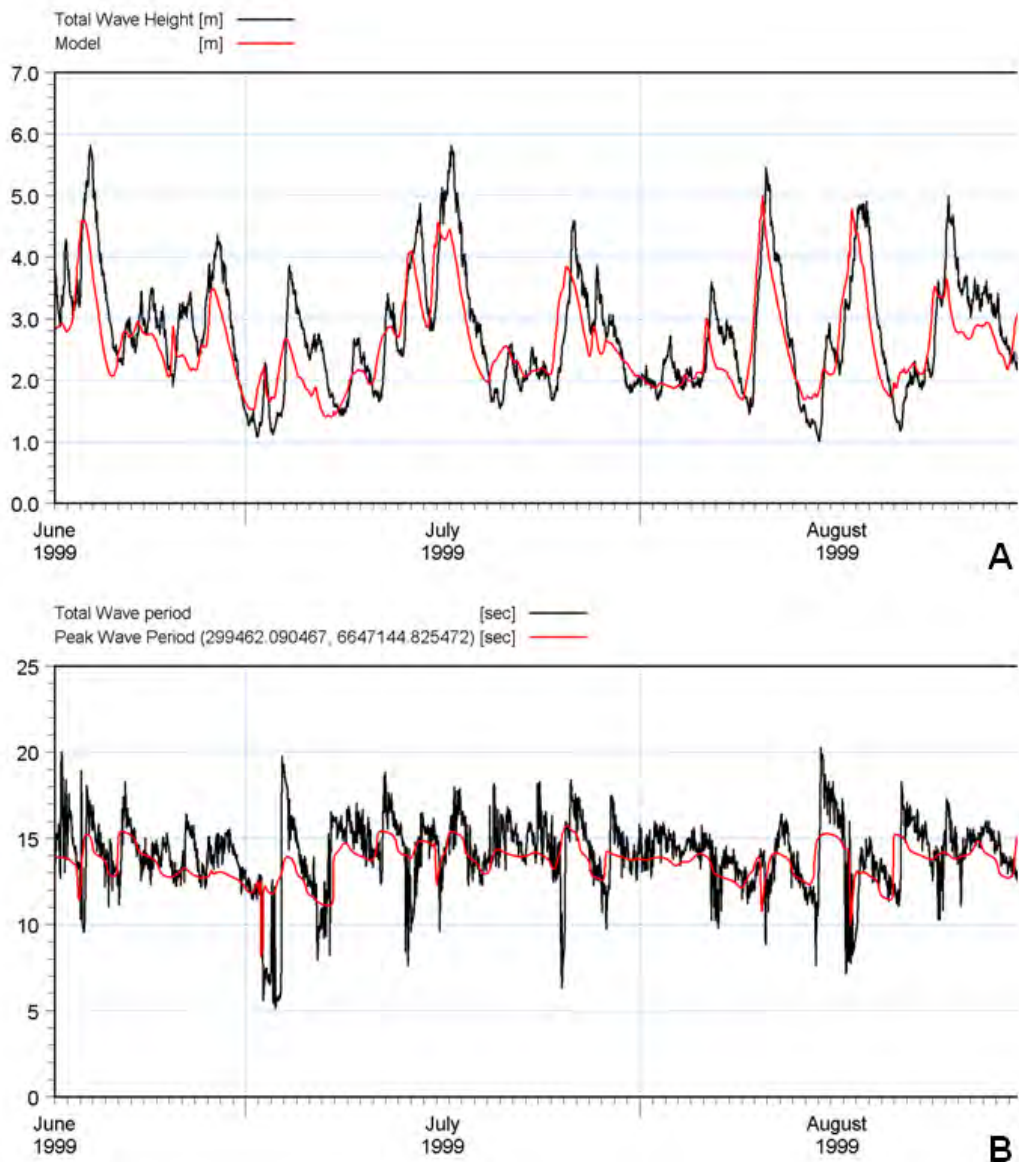 Total Wave Height [m]
Model [m]
7.0
6.0
5.0
4.0
3.0
2.0
1.0
0.0
June July August
1999 1999 1999
A
Total Wave period [sec]
Peak Wave Period (299462.090467, 6647144.825472) [sec]
25
20
15
10
5
0
June July August
1999 1999 1999
B